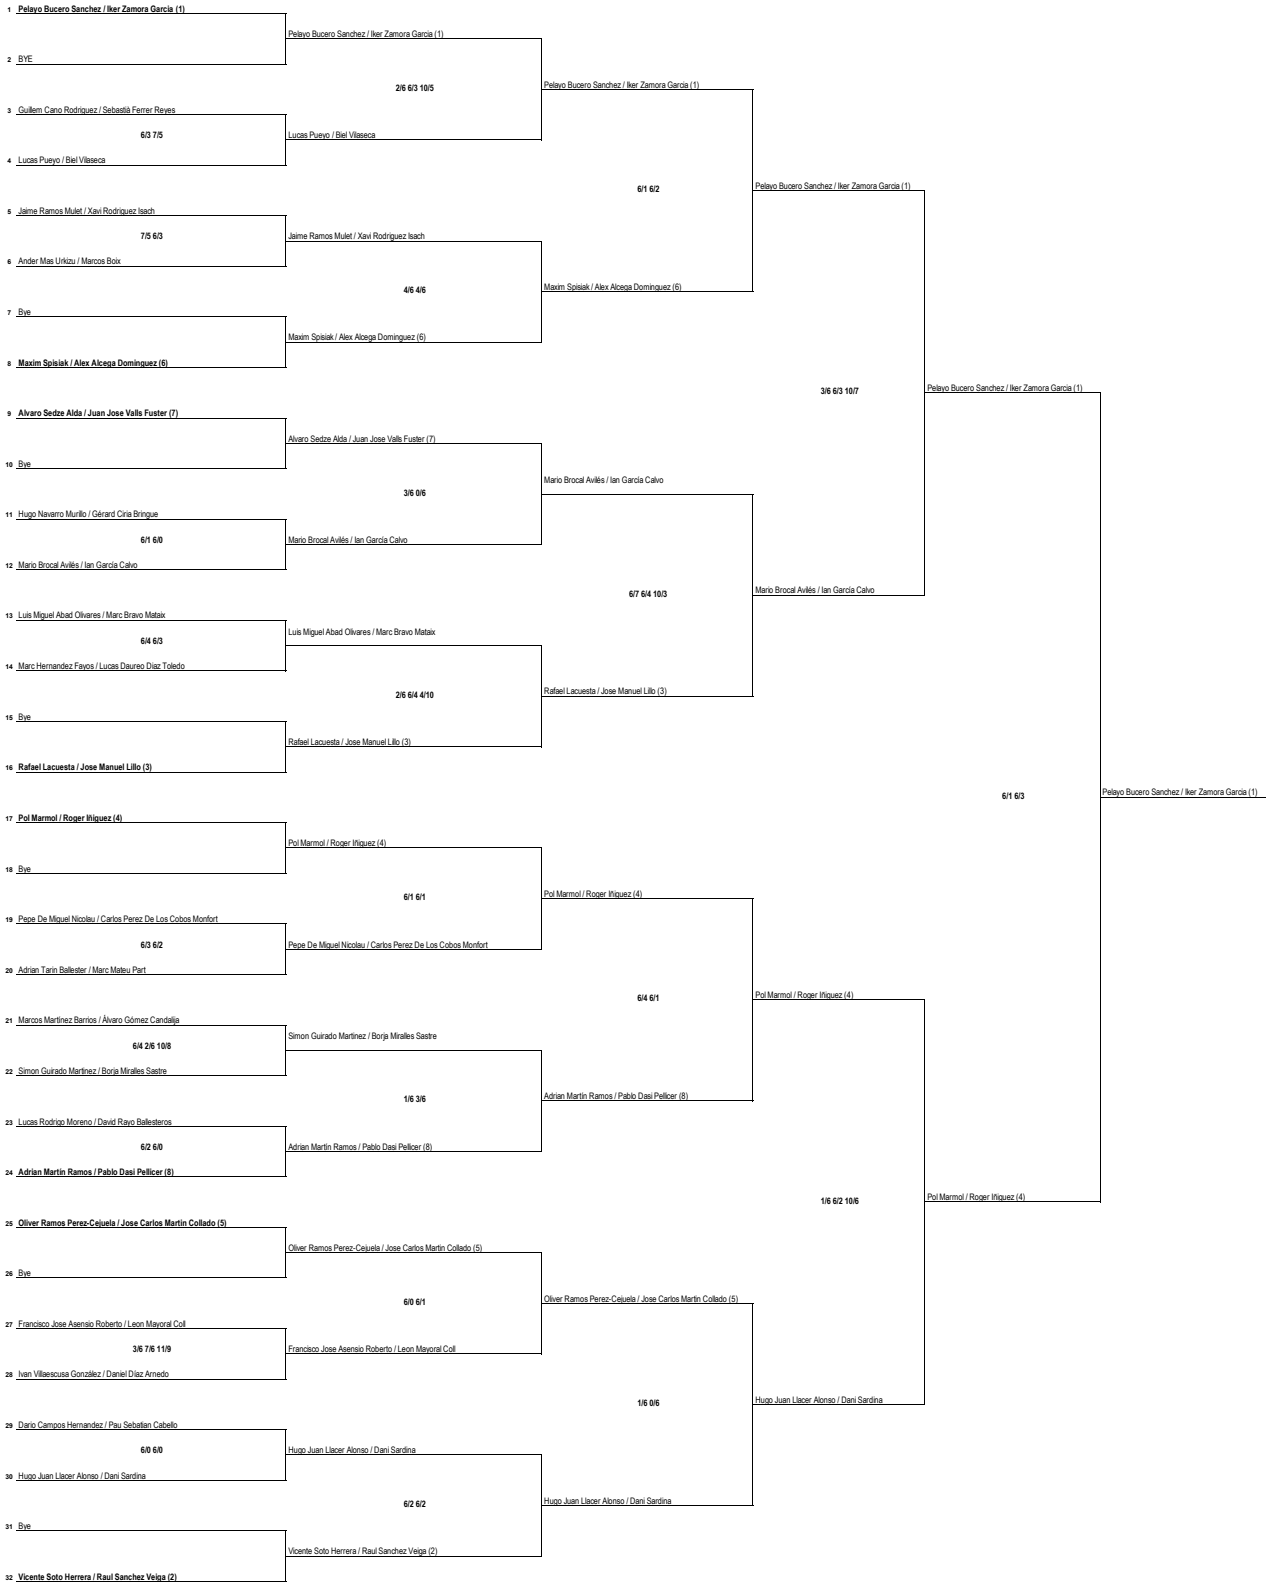 1 Pelayo Bucero Sanchez / Iker Zamora Garcia (1)
Pelayo Bucero Sanchez / Iker Zamora Garcia (1)
2 BYE
2/6 6/3 10/5
Pelayo Bucero Sanchez / Iker Zamora Garcia (1)
3 Guillem Cano Rodriguez / Sebastià Ferrer Reyes
6/3 7/5
Lucas Pueyo / Biel Vilaseca
4 Lucas Pueyo / Biel Vilaseca
6/1 6/2
Pelayo Bucero Sanchez / Iker Zamora Garcia (1)
5 Jaime Ramos Mulet / Xavi Rodriguez Isach
7/5 6/3
Jaime Ramos Mulet / Xavi Rodriguez Isach
6 Ander Mas Urkizu / Marcos Boix
4/6 4/6
Maxim Spisiak / Alex Alcega Dominguez (6)
7 Bye
Maxim Spisiak / Alex Alcega Dominguez (6)
8 Maxim Spisiak / Alex Alcega Dominguez (6)
3/6 6/3 10/7
Pelayo Bucero Sanchez / Iker Zamora Garcia (1)
9 Alvaro Sedze Alda / Juan Jose Valls Fuster (7)
Alvaro Sedze Alda / Juan Jose Valls Fuster (7)
10 Bye
Mario Brocal Avilés / Ian García Calvo
3/6 0/6
11 Hugo Navarro Murillo / Gérard Ciria Bringue
6/1 6/0
Mario Brocal Avilés / Ian García Calvo
12 Mario Brocal Avilés / Ian García Calvo
6/7 6/4 10/3
Mario Brocal Avilés / Ian García Calvo
13 Luis Miguel Abad Olivares / Marc Bravo Mataix
Luis Miguel Abad Olivares / Marc Bravo Mataix
6/4 6/3
14 Marc Hernandez Fayos / Lucas Daureo Diaz Toledo
2/6 6/4 4/10
Rafael Lacuesta / Jose Manuel Lillo (3)
15 Bye
Rafael Lacuesta / Jose Manuel Lillo (3)
16 Rafael Lacuesta / Jose Manuel Lillo (3)
6/1 6/3
Pelayo Bucero Sanchez / Iker Zamora Garcia (1)
17 Pol Marmol / Roger Iñiguez (4)
Pol Marmol / Roger Iñiguez (4)
18 Bye
6/1 6/1
Pol Marmol / Roger Iñiguez (4)
19 Pepe De Miguel Nicolau / Carlos Perez De Los Cobos Monfort
6/3 6/2
Pepe De Miguel Nicolau / Carlos Perez De Los Cobos Monfort
20 Adrian Tarin Ballester / Marc Mateu Part
6/4 6/1
Pol Marmol / Roger Iñiguez (4)
21 Marcos Martínez Barrios / Álvaro Gómez Candalija
Simon Guirado Martinez / Borja Miralles Sastre
6/4 2/6 10/8
22 Simon Guirado Martinez / Borja Miralles Sastre
1/6 3/6
Adrian Martín Ramos / Pablo Dasi Pellicer (8)
23 Lucas Rodrigo Moreno / David Rayo Ballesteros
6/2 6/0
Adrian Martín Ramos / Pablo Dasi Pellicer (8)
24 Adrian Martín Ramos / Pablo Dasi Pellicer (8)
1/6 6/2 10/6
Pol Marmol / Roger Iñiguez (4)
25 Oliver Ramos Perez-Cejuela / Jose Carlos Martin Collado (5)
Oliver Ramos Perez-Cejuela / Jose Carlos Martin Collado (5)
26 Bye
6/0 6/1
Oliver Ramos Perez-Cejuela / Jose Carlos Martin Collado (5)
27 Francisco Jose Asensio Roberto / Leon Mayoral Coll
3/6 7/6 11/9
Francisco Jose Asensio Roberto / Leon Mayoral Coll
28 Ivan Villaescusa González / Daniel Díaz Arnedo
1/6 0/6
Hugo Juan Llacer Alonso / Dani Sardina
29 Dario Campos Hernandez / Pau Sebatian Cabello
6/0 6/0
Hugo Juan Llacer Alonso / Dani Sardina
30 Hugo Juan Llacer Alonso / Dani Sardina
6/2 6/2
Hugo Juan Llacer Alonso / Dani Sardina
31 Bye
Vicente Soto Herrera / Raul Sanchez Veiga (2)
32 Vicente Soto Herrera / Raul Sanchez Veiga (2)